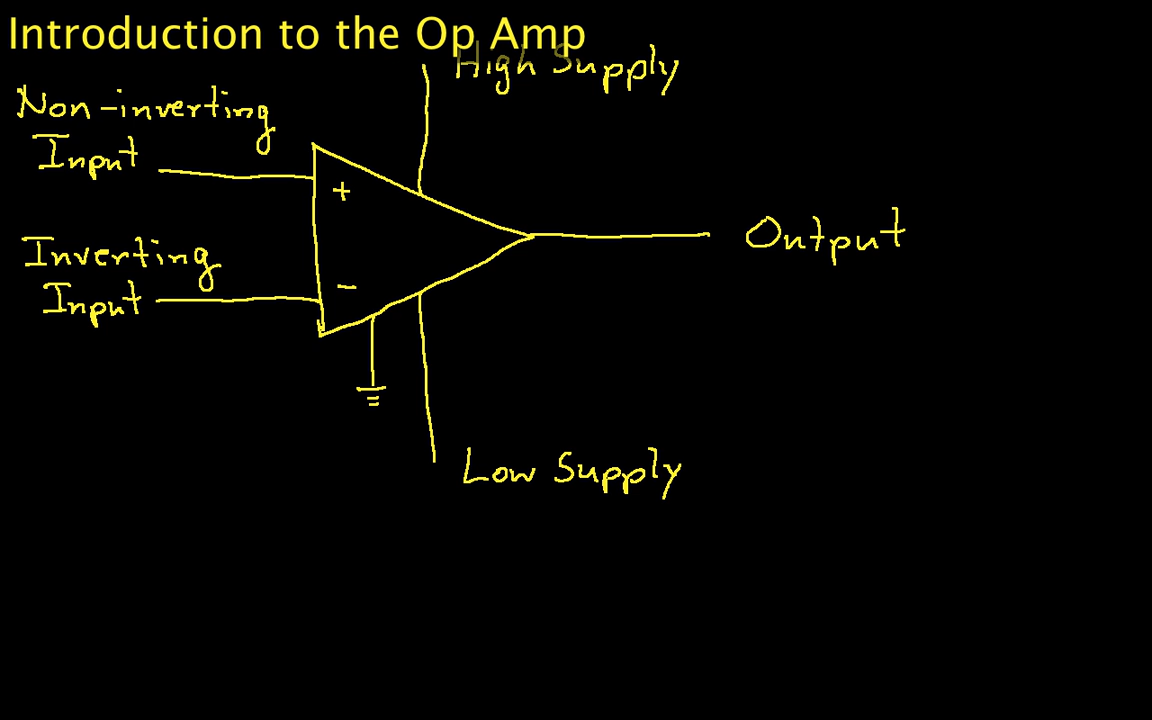 Introduction to the Op Amp
High Supply
Non-inverting
Input
+
Inverting
Input
-
Output
Low Supply